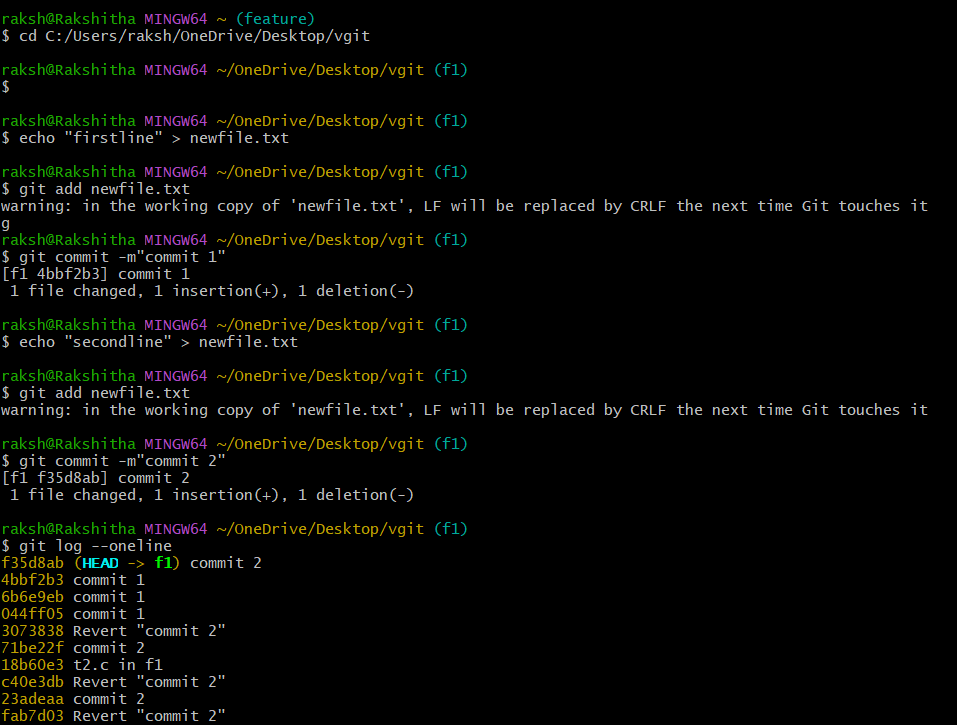 raksh@Rakshitha MINGW64 ~ (feature)
$ cd C:/Users/raksh/OneDrive/Desktop/vgit
raksh@Rakshitha MINGW64 ~/OneDrive/Desktop/vgit (f1)
$
raksh@Rakshitha MINGW64 ~/OneDrive/Desktop/vgit (f1)
$ echo "firstline" > newfile.txt
raksh@Rakshitha MINGW64 ~/OneDrive/Desktop/vgit (f1)
$ git add newfile.txt
warning: in the working copy of 'newfile.txt', LF will be replaced by CRLF the next time Git touches it
g
raksh@Rakshitha MINGW64 ~/OneDrive/Desktop/vgit (f1)
$ git commit -m"commit 1"
[f1 4bbf2b3] commit 1
 1 file changed, 1 insertion(+), 1 deletion(-)
raksh@Rakshitha MINGW64 ~/OneDrive/Desktop/vgit (f1)
$ echo "secondline" > newfile.txt
raksh@Rakshitha MINGW64 ~/OneDrive/Desktop/vgit (f1)
$ git add newfile.txt
warning: in the working copy of 'newfile.txt', LF will be replaced by CRLF the next time Git touches it
raksh@Rakshitha MINGW64 ~/OneDrive/Desktop/vgit (f1)
$ git commit -m"commit 2"
[f1 f35d8ab] commit 2
 1 file changed, 1 insertion(+), 1 deletion(-)
raksh@Rakshitha MINGW64 ~/OneDrive/Desktop/vgit (f1)
$ git log --oneline
f35d8ab (HEAD -> f1) commit 2
4bbf2b3 commit 1
6b6e9eb commit 1
044ff05 commit 1
3073838 Revert "commit 2"
71be22f commit 2
18b60e3 t2.c in f1
c40e3db Revert "commit 2"
23adeaa commit 2
fab7d03 Revert "commit 2"